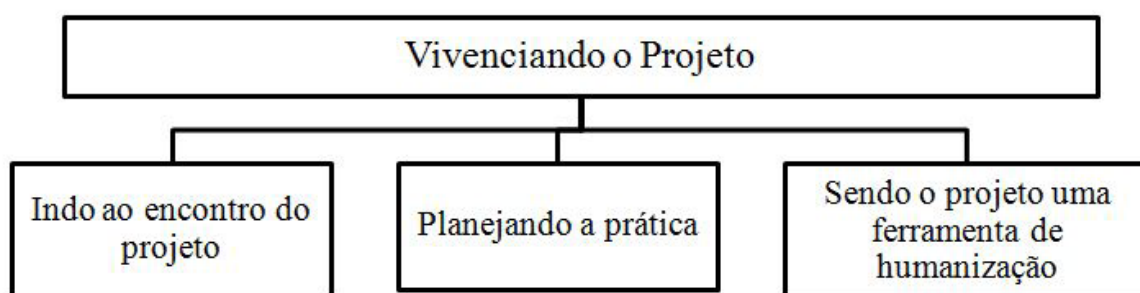 Vivenciando o Projeto
Indo ao encontro do
projeto
Planejando a prática
Sendo o projeto uma
ferramenta de
humanização